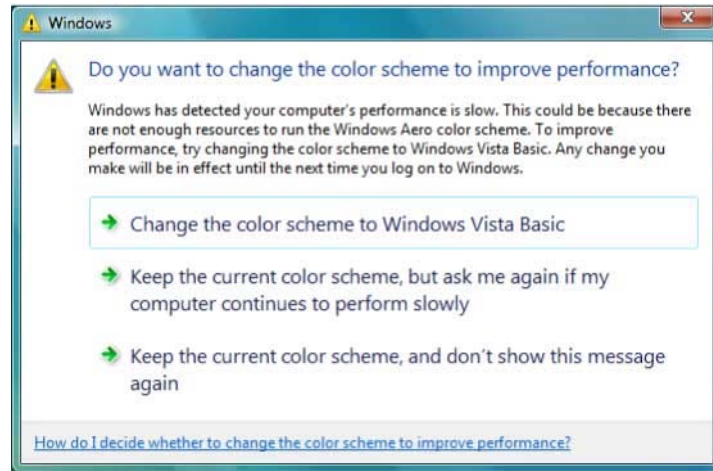 Windows
Do you want to change the color scheme to improve performance?
Windows has detected your computer's performance is slow. This could be because there
are not enough resources to run the Windows Aero color scheme. To improve
performance, try changing the color scheme to Windows Vista Basic. Any change you
make will be in effect until the next time you log on to Windows.
Change the color scheme to Windows Vista Basic
Keep the current color scheme, but ask me again if my
computer continues to perform slowly
Keep the current color scheme, and don't show this message
again
How do I decide whether to change the color scheme to improve performance?